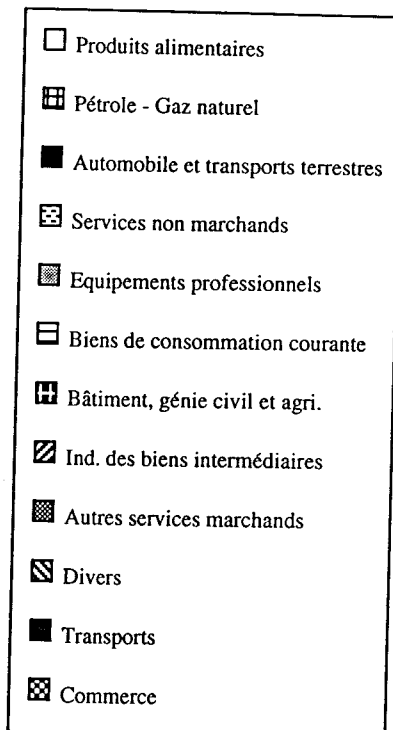 Produits alimentaires
Pétrole - Gaz naturel
Automobile et transports terrestres
Services non marchands
Equipements professionnels
Biens de consommation courante
Bâtiment, génie civil et agri.
Ind. des biens intermédiaires
Autres services marchands
Divers
Transports
Commerce